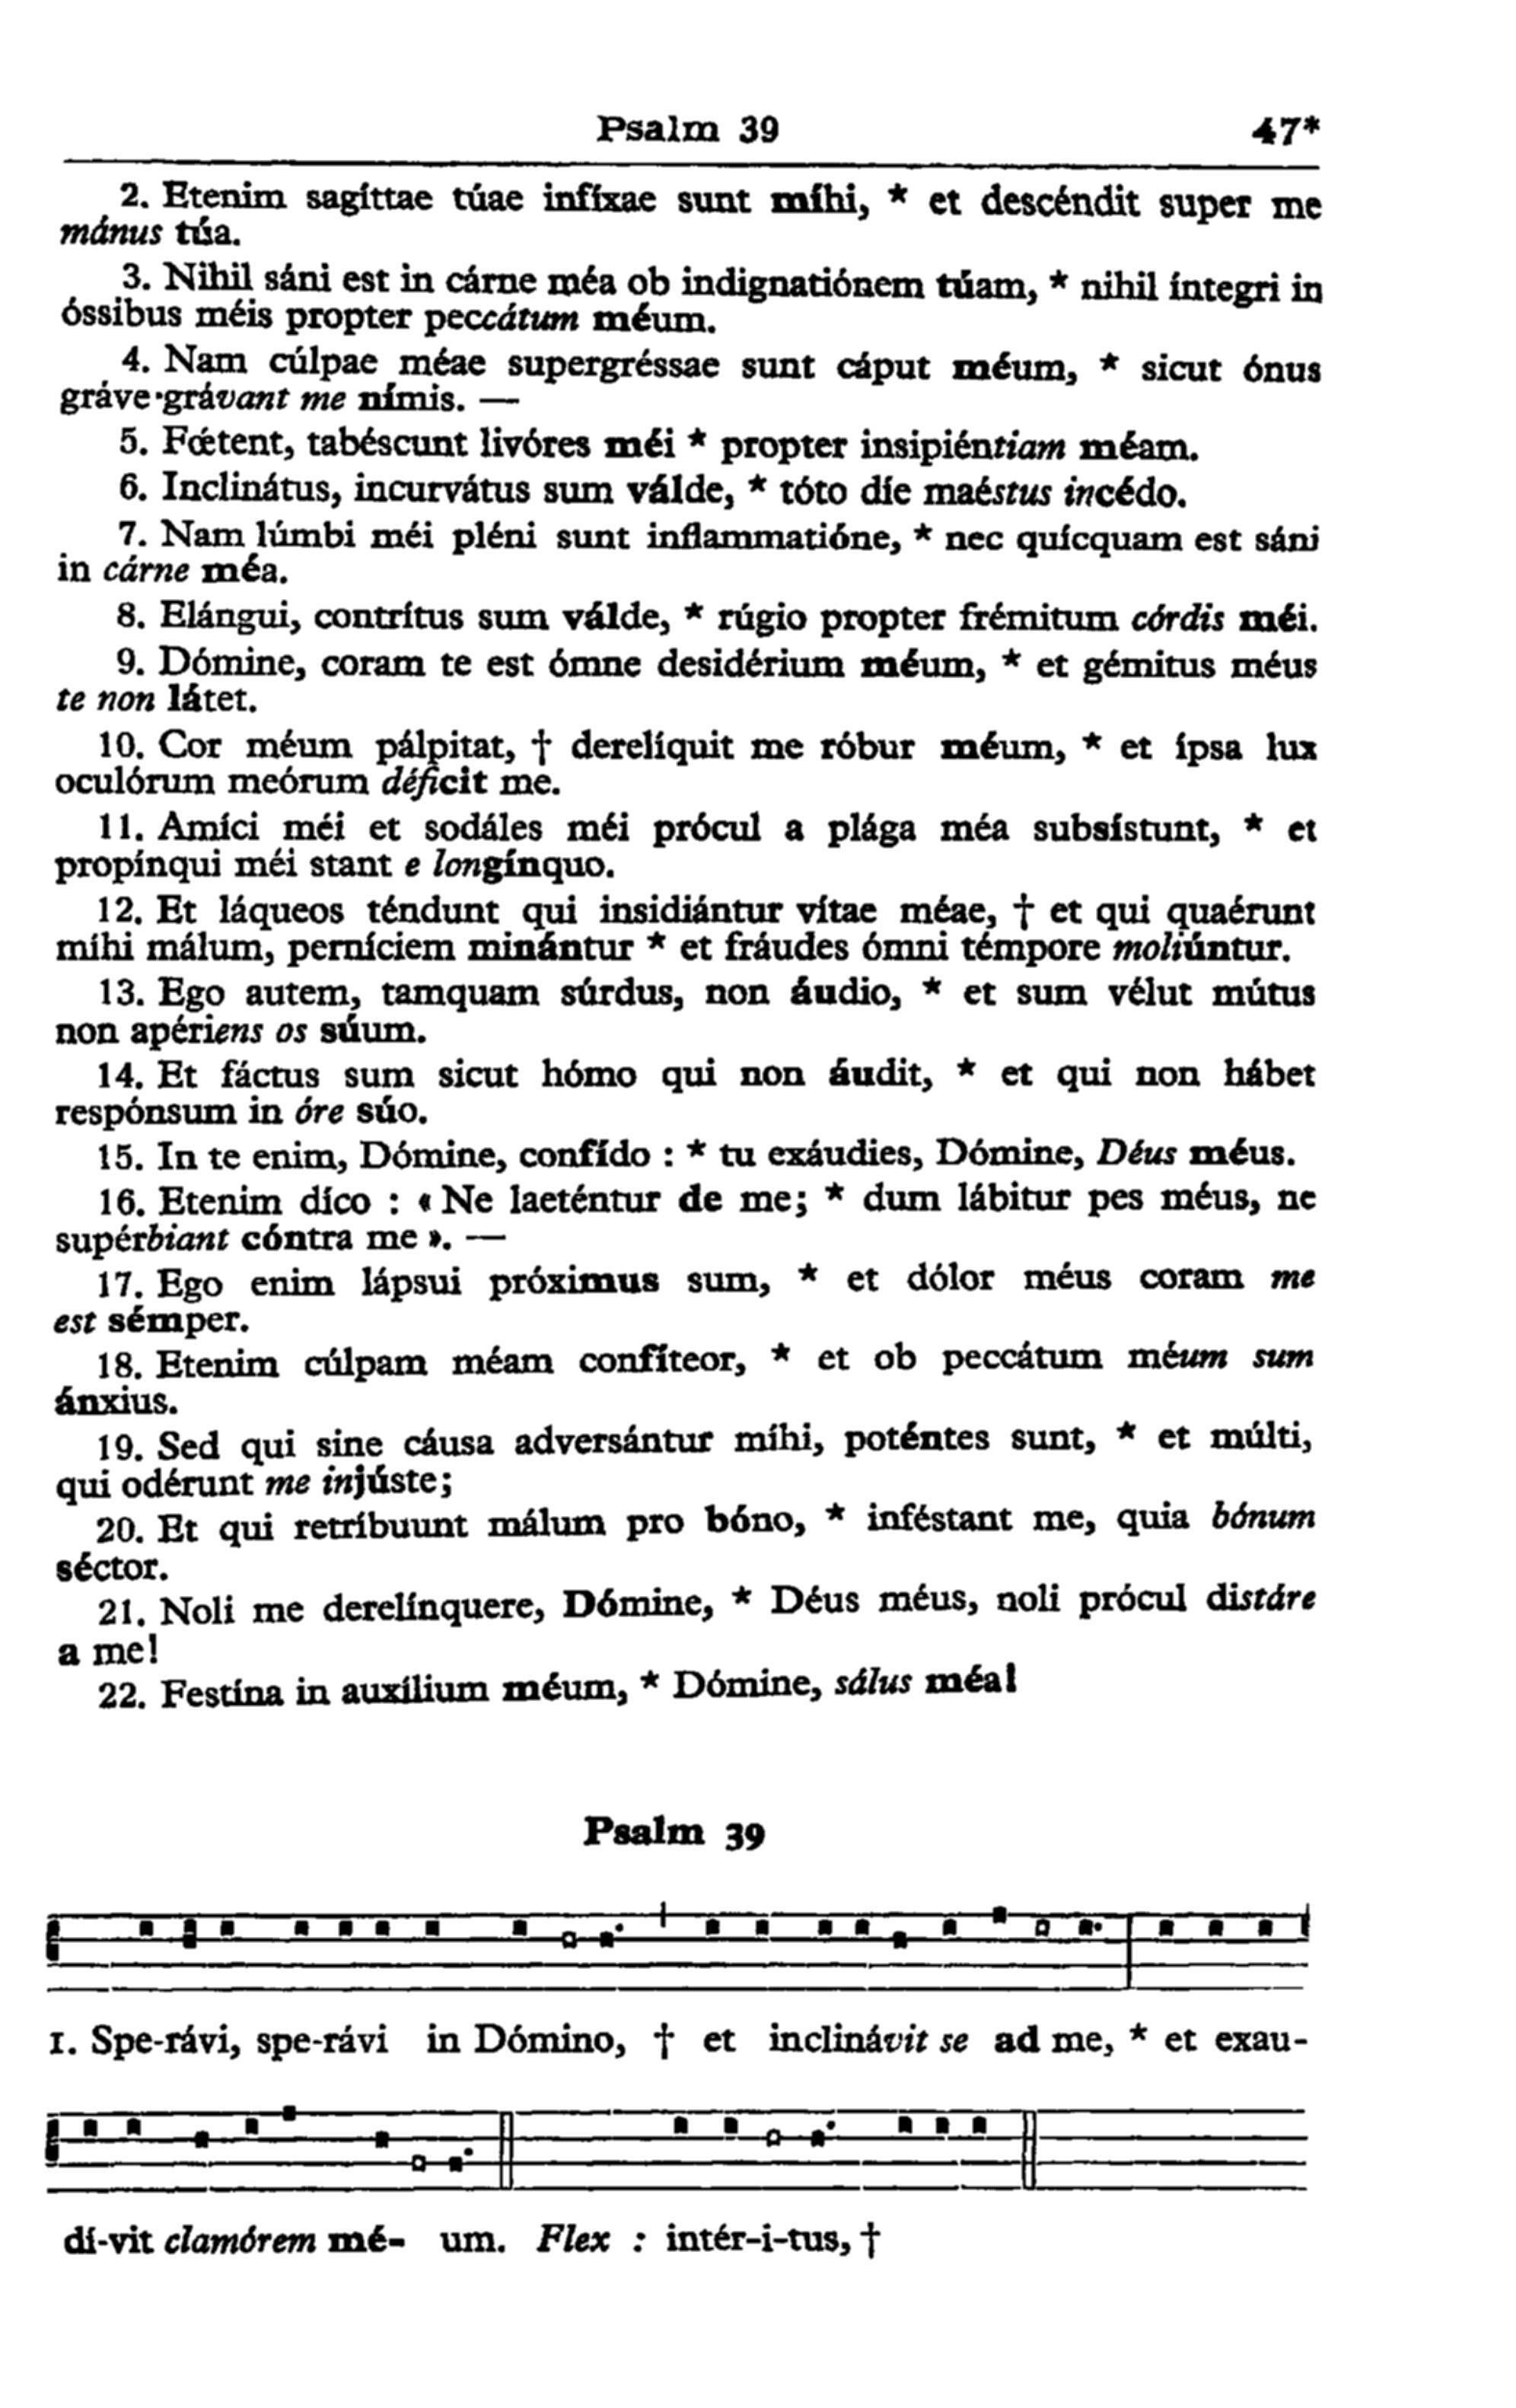 Psalm 39 47*
2. Etenim sagíttae túae infíxae sunt míhi, * et descéndit super me
mánus túa.
3. Nihil sáni est in cárne méa ob indignatiónem túam, * nihil íntegri in
óssibus méis propter peccátum méum.
4. Nam cúlpae méae supergréssae sunt cáput méum, * sicut ónus
gráve grávant me nímis. —
5. Fœ́tent, tabéscunt livóres méi * propter insipiéntiam méam.
6. Inclinátus, incurvátus sum válde, * tóto díe maéstus incédo.
7. Nam lúmbi méi pléni sunt inflammatióne, * nec quícquam est sáni
in cárne méa.
8. Elángui, contrítus sum válde, * rúgio propter frémitum córdis méi.
9. Dómine, coram te est ómne desidérium méum, * et gémitus méus
te non látet.
10. Cor méum pálpitat, † derelíquit me róbur méum, * et ípsa lux
oculórum meórum déficit me.
11. Amíci méi et sodáles méi prócul a plága méa subsístunt, * et
propínqui méi stant e longínquo.
12. Et láqueos téndunt qui insidiántur vítae méae, † et qui quaérunt
míhi málum, perníciem minántur * et fráudes ómni témpore moliúntur.
13. Ego autem, tamquam súrdus, non áudio, * et sum vélut mútus
non apériens os súum.
14. Et fáctus sum sicut hómo qui non áudit, * et qui non hábet
respónsum in óre súo.
15. In te enim, Dómine, confído : * tu exáudies, Dómine, Déus méus.
16. Etenim díco : « Ne laeténtur de me; * dum lábitur pes méus, ne
supérbiant cóntra me ». —
17. Ego enim lápsui próximus sum, * et dólor méus coram me
est sémper.
18. Etenim cúlpam méam confíteor, * et ob peccátum méum sum
ánxius.
19. Sed qui sine cáusa adversántur míhi, poténtes sunt, * et múlti,
qui odérunt me injúste;
20. Et qui retríbuunt málum pro bóno, * inféstant me, quia bónum
séctor.
21. Noli me derelínquere, Dómine, * Déus méus, noli prócul distáre
a me!
22. Festína in auxílium méum, * Dómine, sálus méa!
Psalm 39
1. Spe-rávi, spe-rávi in Dómino, † et inclinávit se ad me, * et exau-
dí-vit clamórem mé- um. Flex : intér-i-tus, †